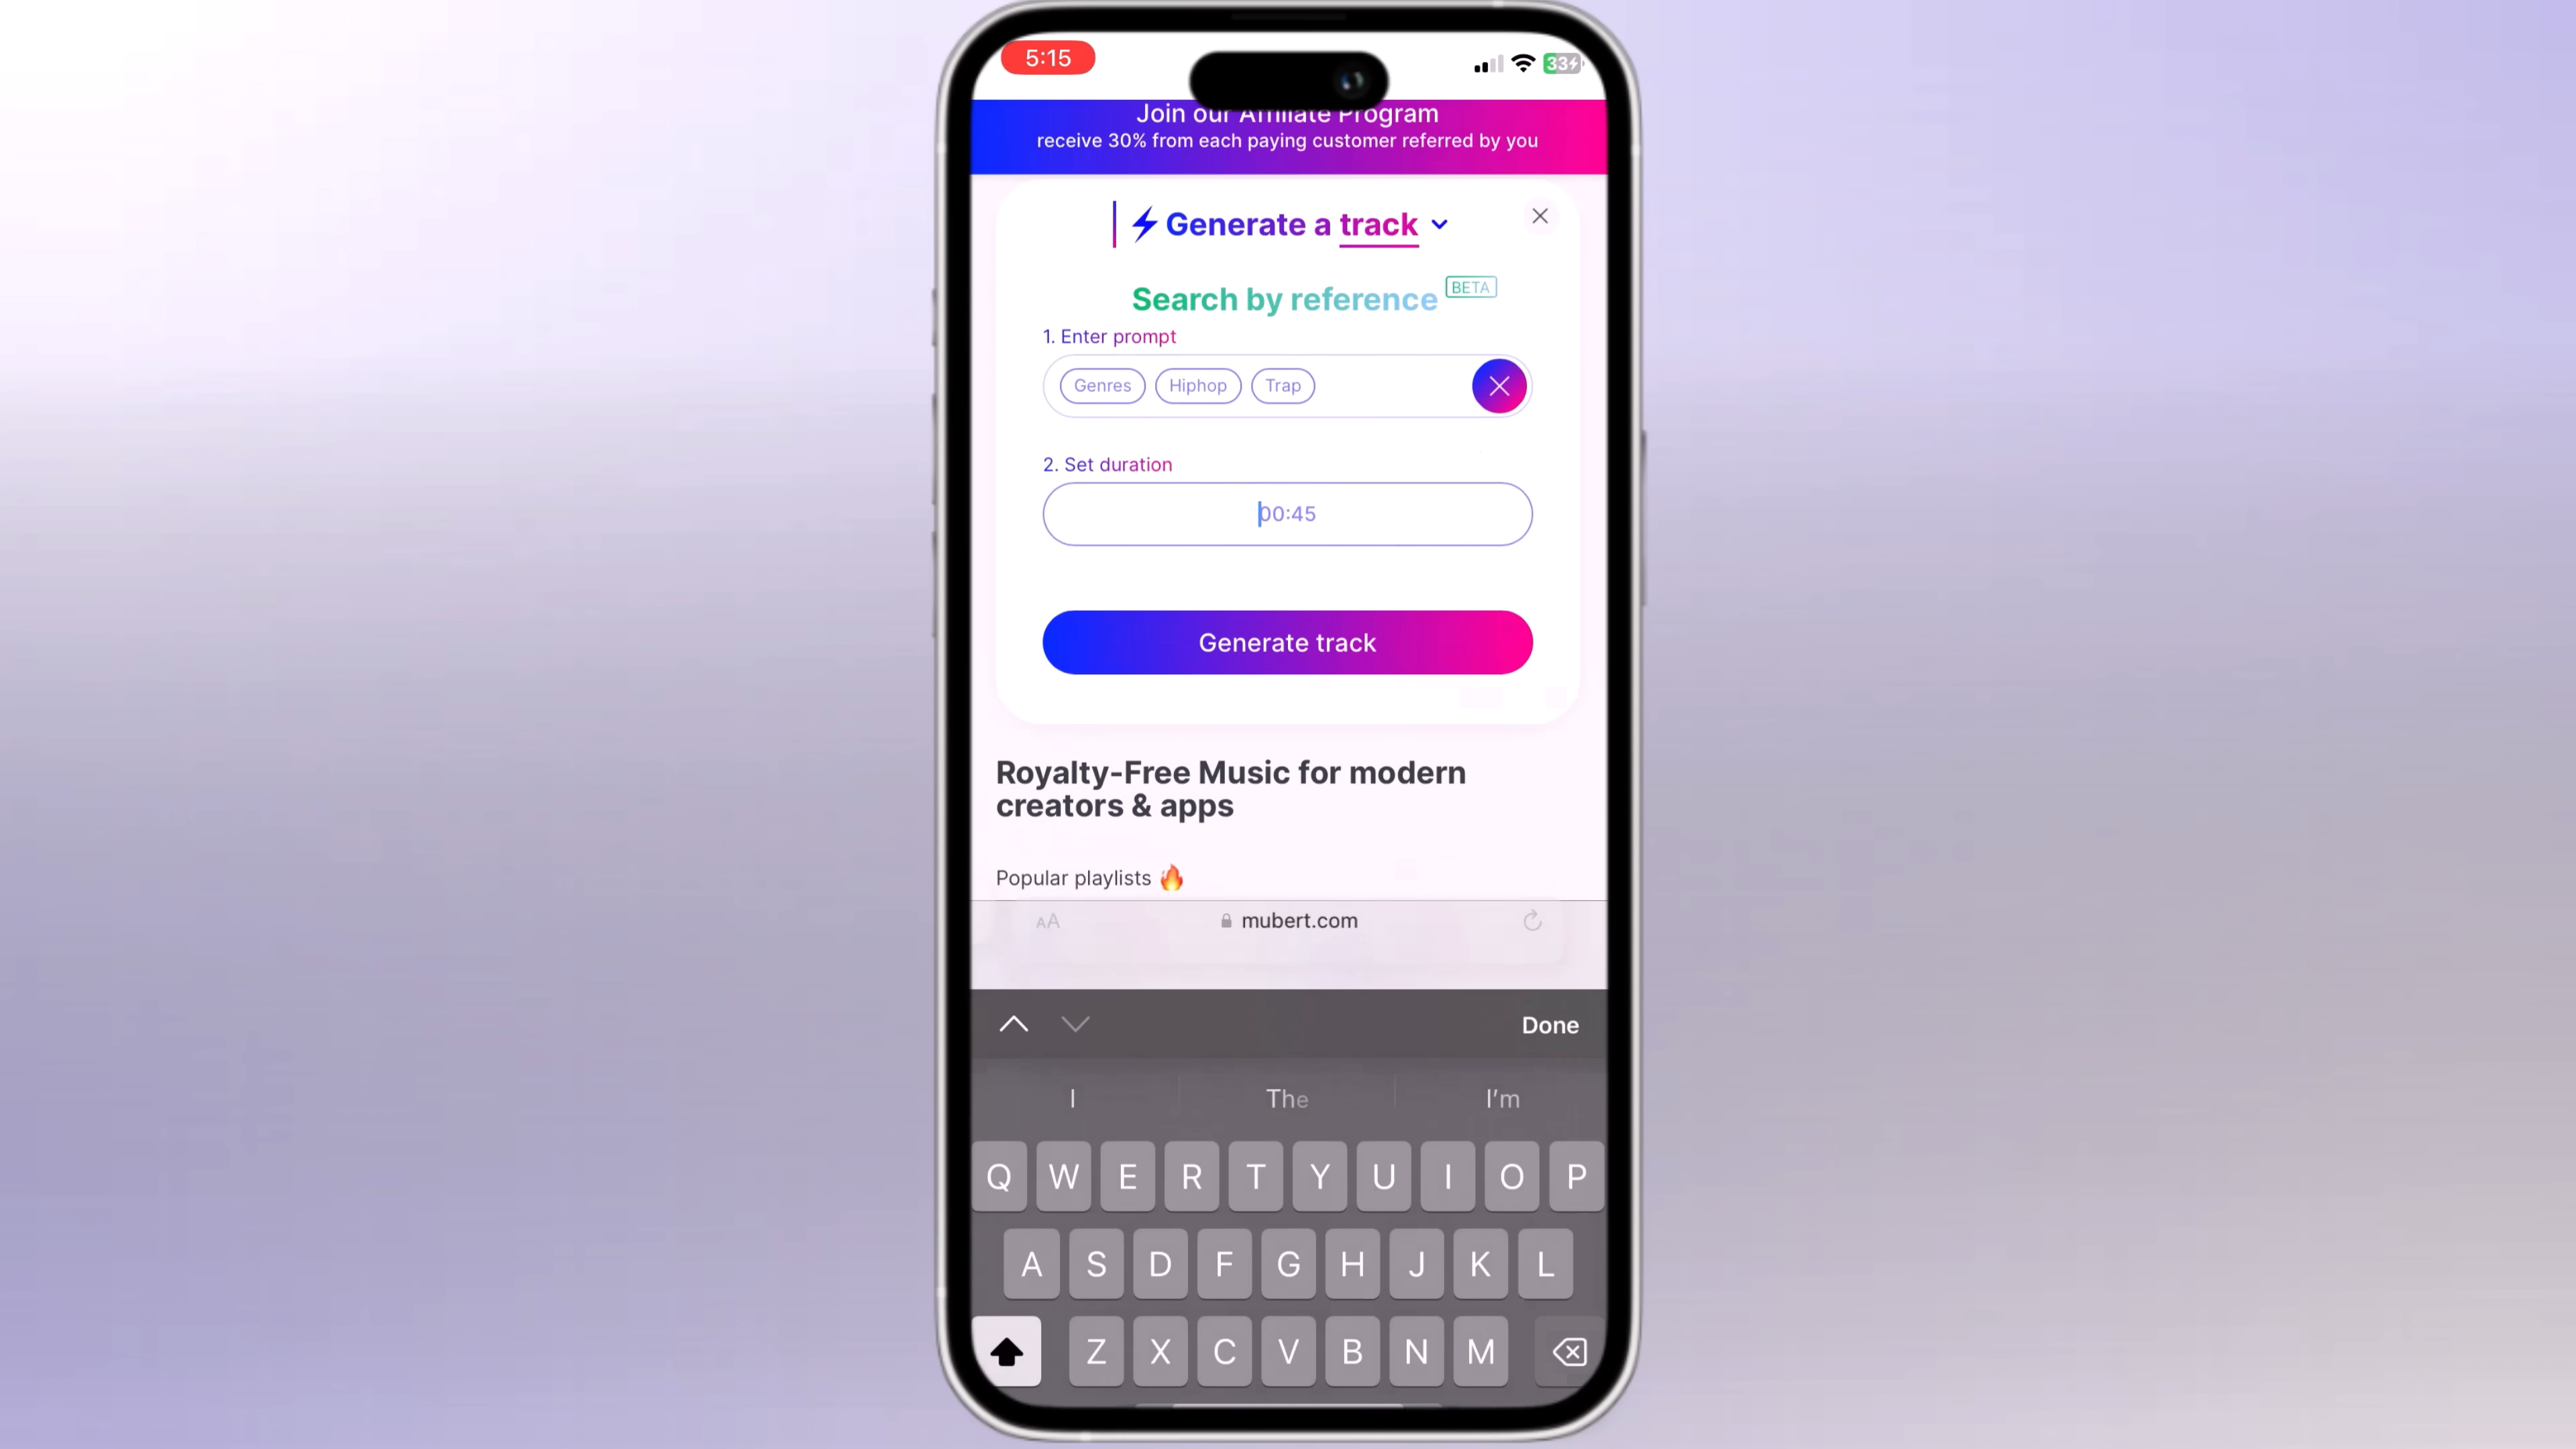 5:15
33
Join our Affiliate Program
receive 30% from each paying customer referred by you
Generate a track
Search by reference BETA
1. Enter prompt
Genres Hiphop Trap
2. Set duration
00:45
Generate track
Royalty-Free Music for modern
creators & apps
Popular playlists
AA mubert.com
Done
I The I'm
Q W E R T Y U I O P
A S D F G H J K L
Z X C V B N M